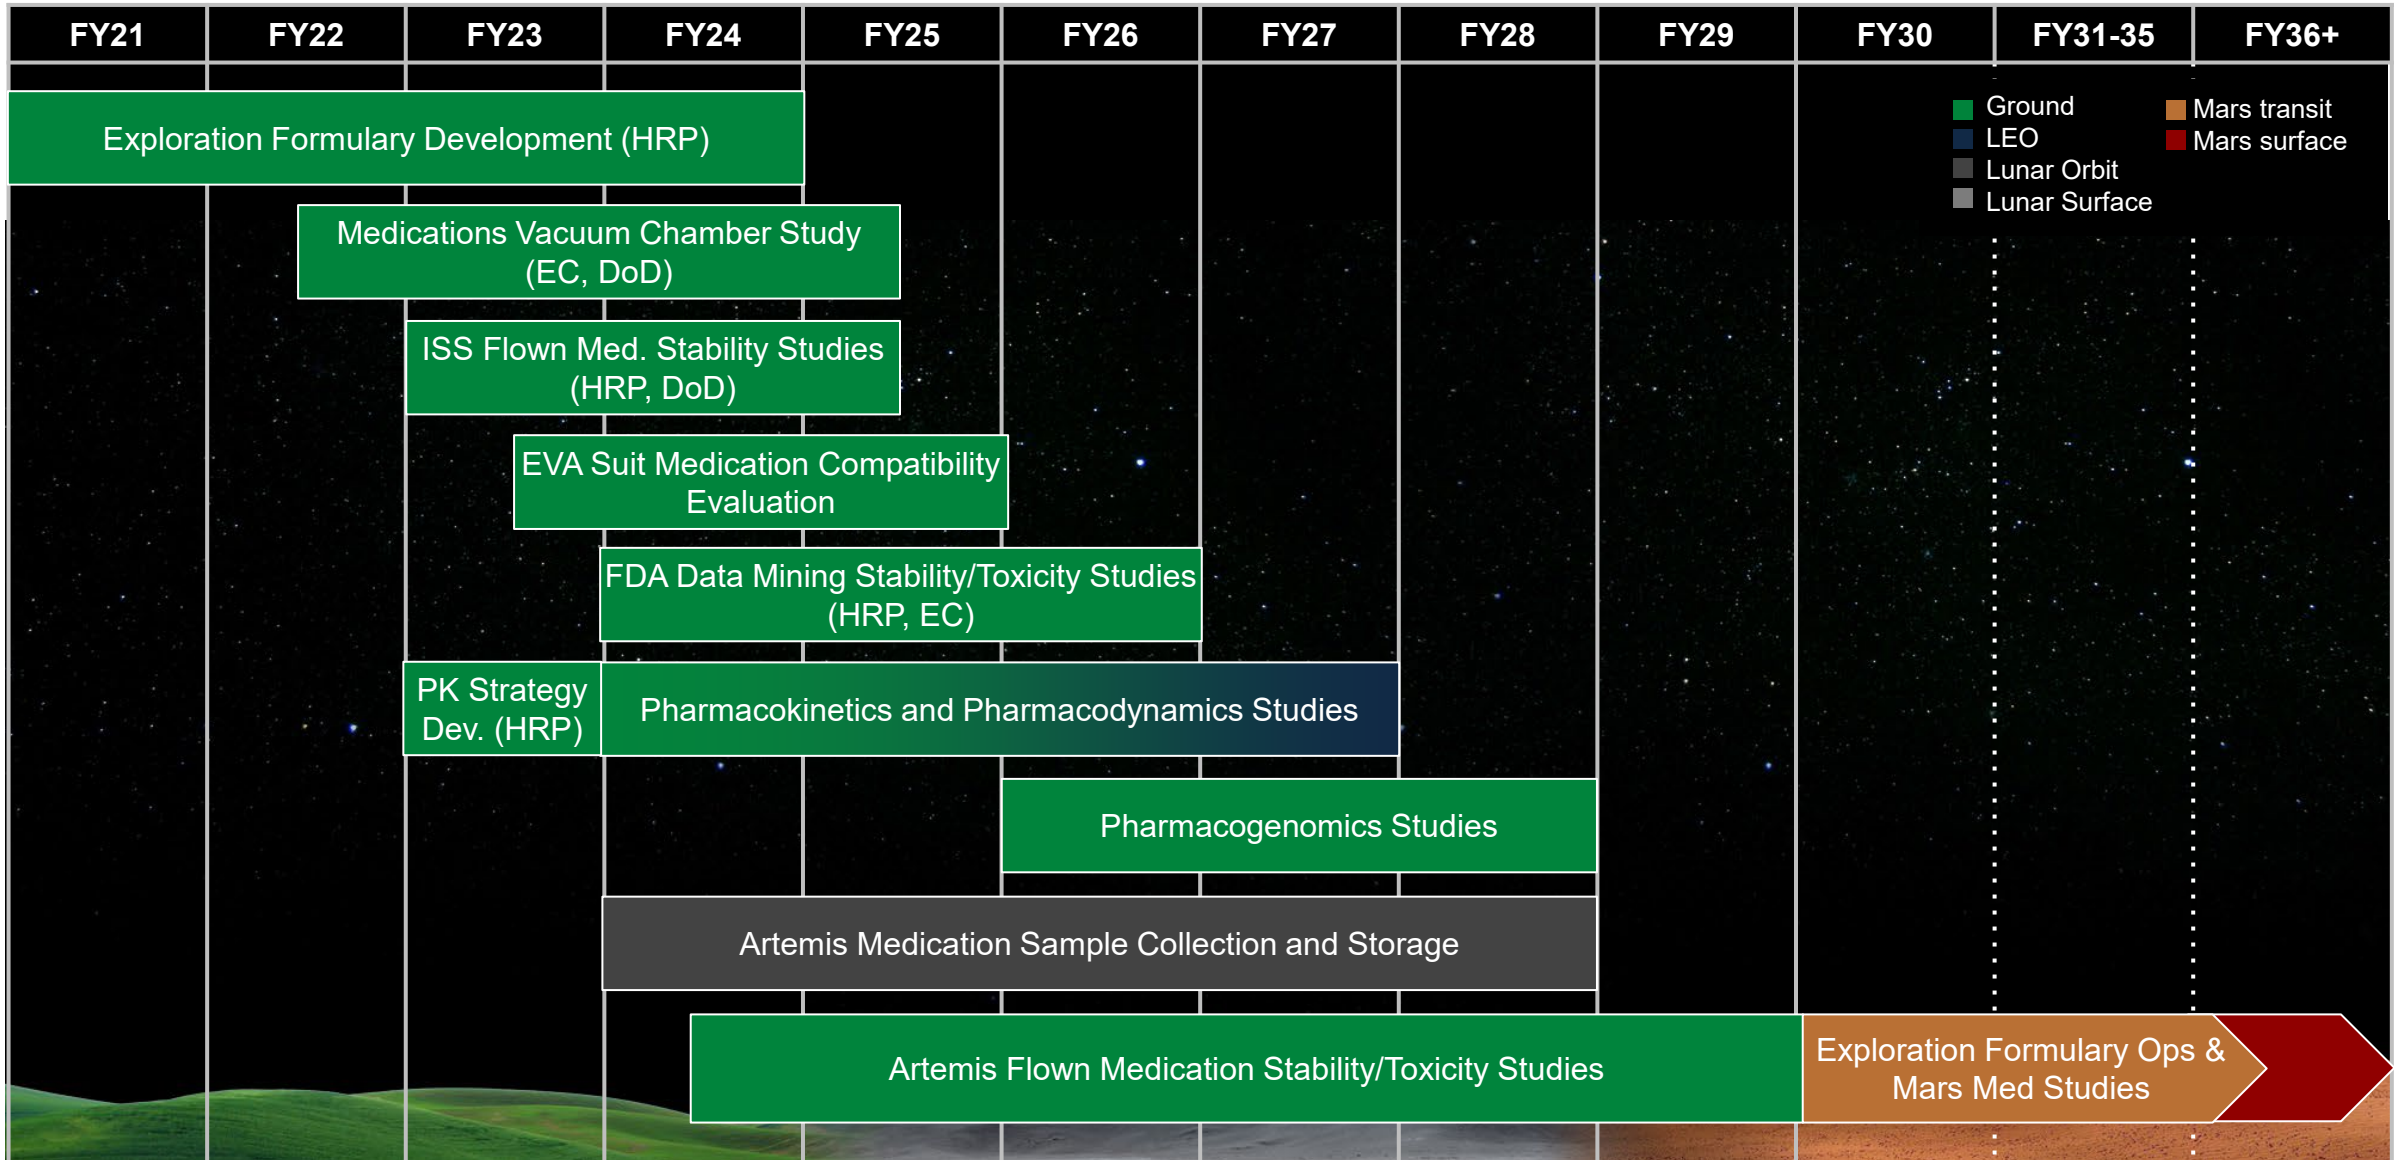 FY21 FY22 FY23 FY24 FY25 FY26 FY27 FY28 FY29 FY30 FY31-35 FY36+
Ground
LEO
Lunar Orbit
Lunar Surface
Mars transit
Mars surface
Exploration Formulary Development (HRP)
Medications Vacuum Chamber Study
(EC, DoD)
ISS Flown Med. Stability Studies
(HRP, DoD)
EVA Suit Medication Compatibility
Evaluation
FDA Data Mining Stability/Toxicity Studies
(HRP, EC)
PK Strategy
Dev. (HRP)
Pharmacokinetics and Pharmacodynamics Studies
Pharmacogenomics Studies
Artemis Medication Sample Collection and Storage
Artemis Flown Medication Stability/Toxicity Studies
Exploration Formulary Ops &
Mars Med Studies